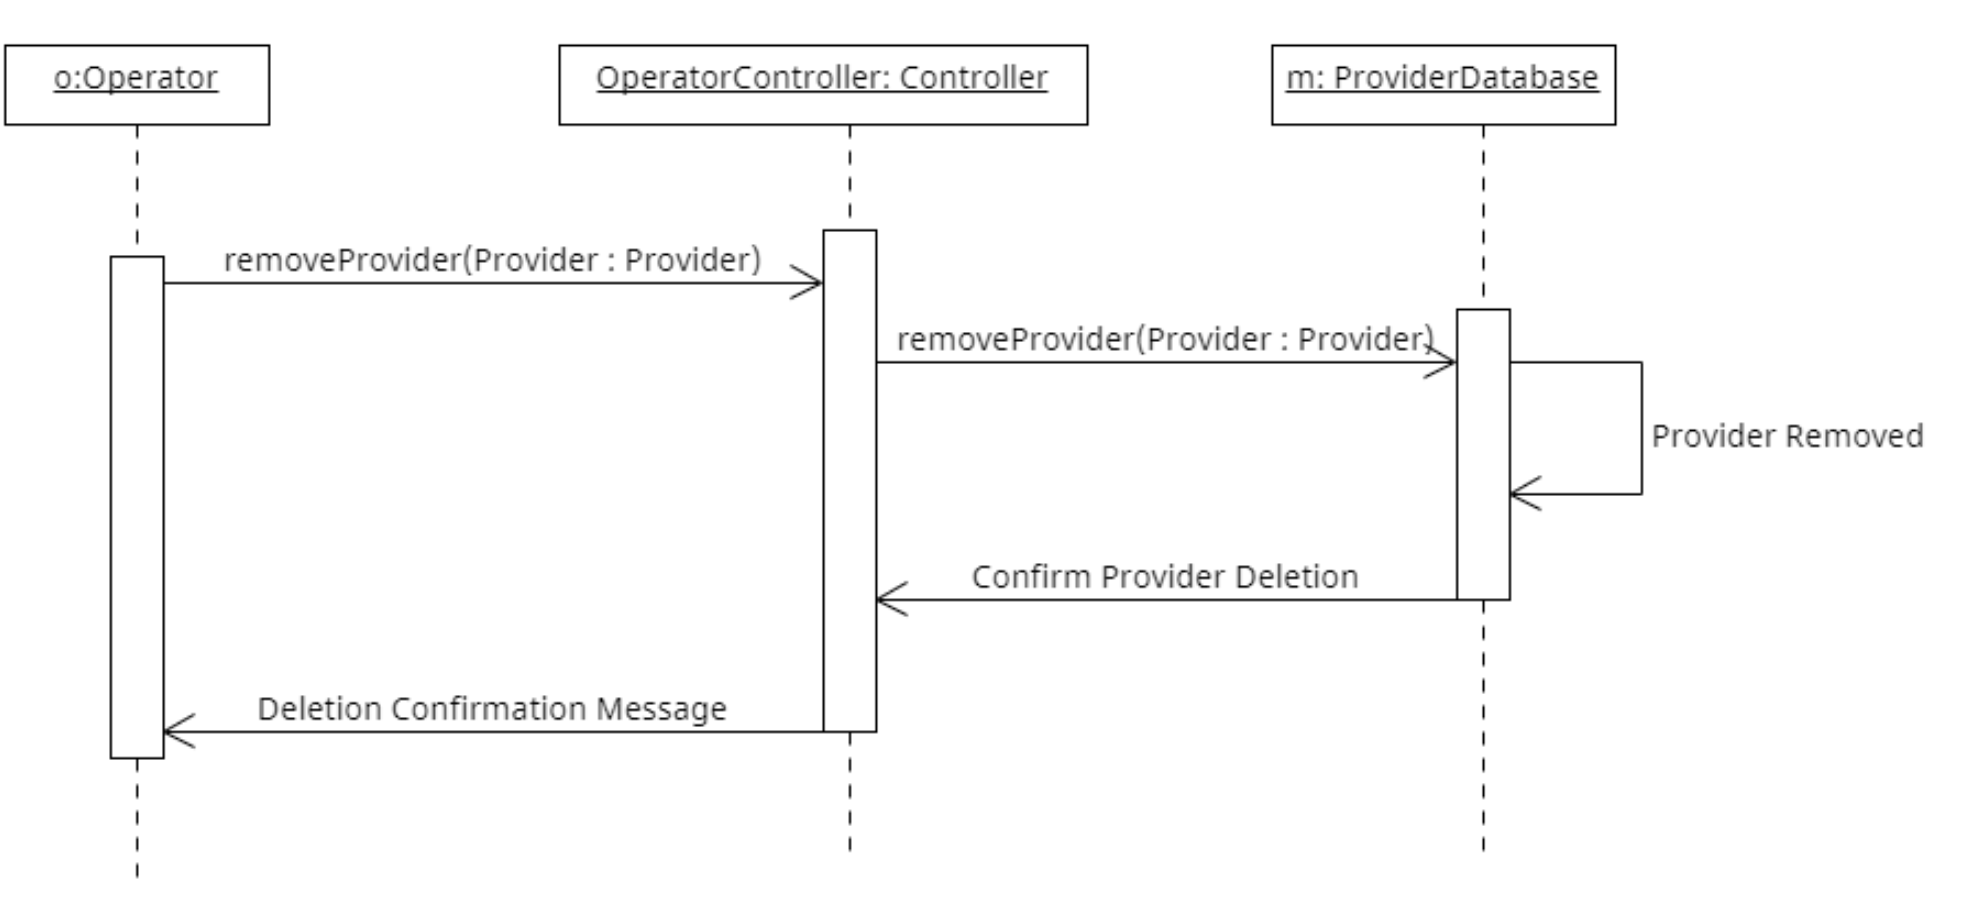 o:Operator
OperatorController: Controller
m: ProviderDatabase
removeProvider(Provider : Provider)
removeProvider(Provider : Provider)
Provider Removed
Confirm Provider Deletion
Deletion Confirmation Message